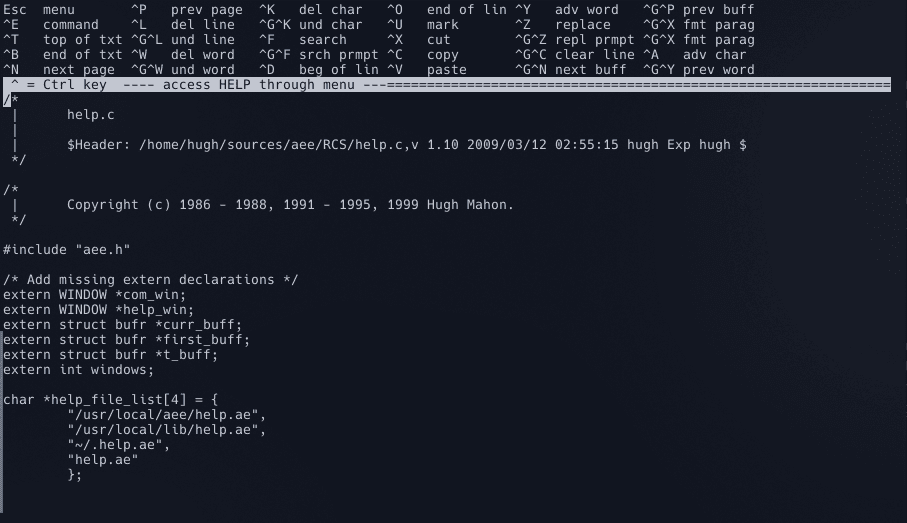 Esc  menu       ^P   prev page  ^K   del char   ^O   end of lin ^Y   adv word   ^G^P prev buff
^E   command    ^L   del line   ^G^K und char   ^U   mark       ^Z   replace    ^G^X fmt parag
^T   top of txt ^G^L und line   ^F   search     ^X   cut        ^G^Z repl prmpt ^G^X fmt parag
^B   end of txt ^W   del word   ^G^F srch prmpt ^C   copy       ^G^C clear line ^A   adv char
^N   next page  ^G^W und word   ^D   beg of lin ^V   paste      ^G^N next buff  ^G^Y prev word
 ^ = Ctrl key  ---- access HELP through menu ---===============================================================
/*
 |      help.c
 |
 |      $Header: /home/hugh/sources/aee/RCS/help.c,v 1.10 2009/03/12 02:55:15 hugh Exp hugh $
 */

/*
 |      Copyright (c) 1986 - 1988, 1991 - 1995, 1999 Hugh Mahon.
 */

#include "aee.h"

/* Add missing extern declarations */
extern WINDOW *com_win;
extern WINDOW *help_win;
extern struct bufr *curr_buff;
extern struct bufr *first_buff;
extern struct bufr *t_buff;
extern int windows;

char *help_file_list[4] = {
        "/usr/local/aee/help.ae",
        "/usr/local/lib/help.ae",
        "~/.help.ae",
        "help.ae"
        };